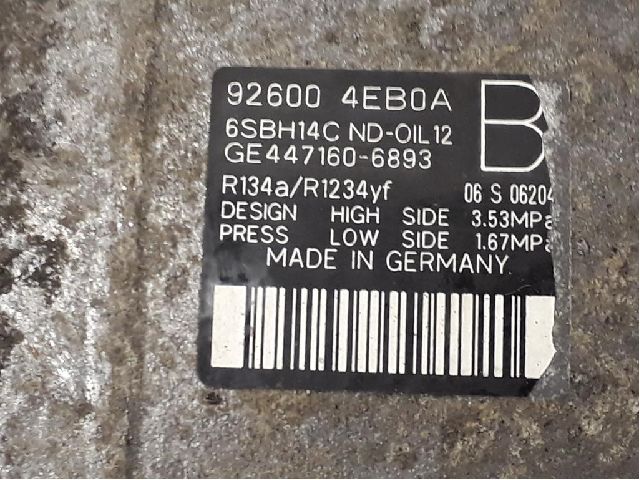 92600 4EB0A B
6SBH14C ND-OIL12
GE447160-6893
R134a/R1234yf 06 S 06204
DESIGN HIGH SIDE 3.53MPa
PRESS LOW SIDE 1.67MPa
MADE IN GERMANY